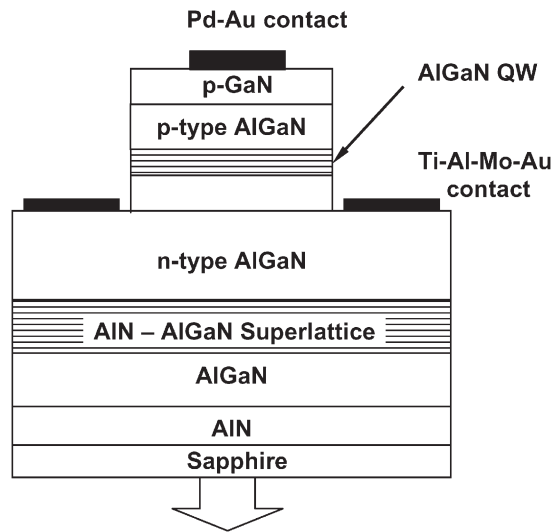 Pd-Au contact
p-GaN
AlGaN QW
p-type AlGaN
Ti-Al-Mo-Au
contact
n-type AlGaN
AlN – AlGaN Superlattice
AlGaN
AlN
Sapphire